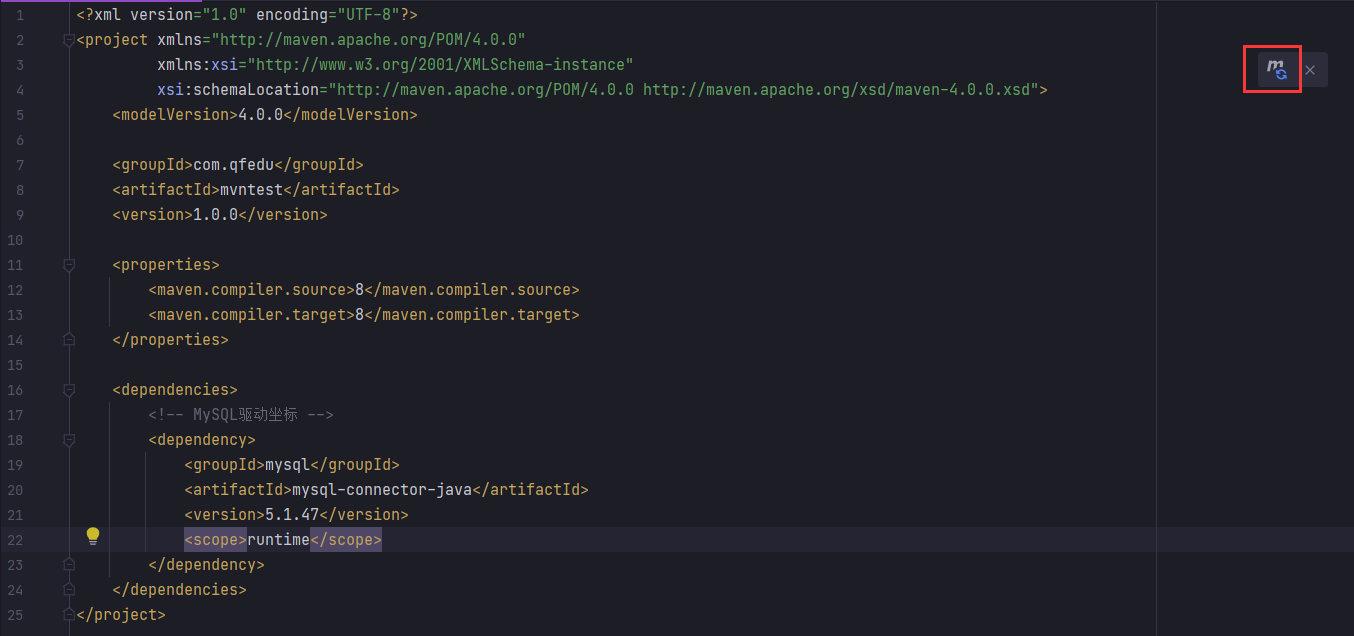 1 <?xml version="1.0" encoding="UTF-8"?>
2 <project xmlns="http://maven.apache.org/POM/4.0.0"
3          xmlns:xsi="http://www.w3.org/2001/XMLSchema-instance"
4          xsi:schemaLocation="http://maven.apache.org/POM/4.0.0 http://maven.apache.org/xsd/maven-4.0.0.xsd">
5     <modelVersion>4.0.0</modelVersion>
6
7     <groupId>com.qfedu</groupId>
8     <artifactId>mvntest</artifactId>
9     <version>1.0.0</version>
10
11     <properties>
12         <maven.compiler.source>8</maven.compiler.source>
13         <maven.compiler.target>8</maven.compiler.target>
14     </properties>
15
16     <dependencies>
17         <!-- MySQL驱动坐标 -->
18         <dependency>
19             <groupId>mysql</groupId>
20             <artifactId>mysql-connector-java</artifactId>
21             <version>5.1.47</version>
22             <scope>runtime</scope>
23         </dependency>
24     </dependencies>
25 </project>
m